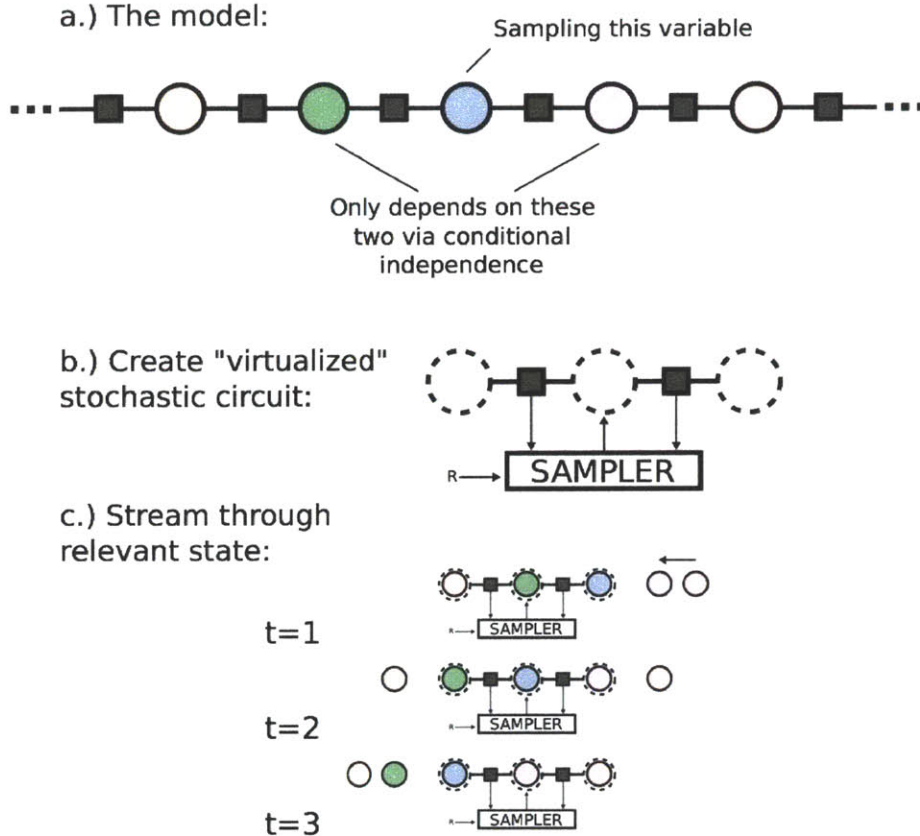 a.) The model:
Sampling this variable
Only depends on these
two via conditional
independence
b.) Create "virtualized"
stochastic circuit:
R
SAMPLER
c.) Stream through
relevant state:
t=1
R
SAMPLER
t=2
R
SAMPLER
t=3
R
SAMPLER